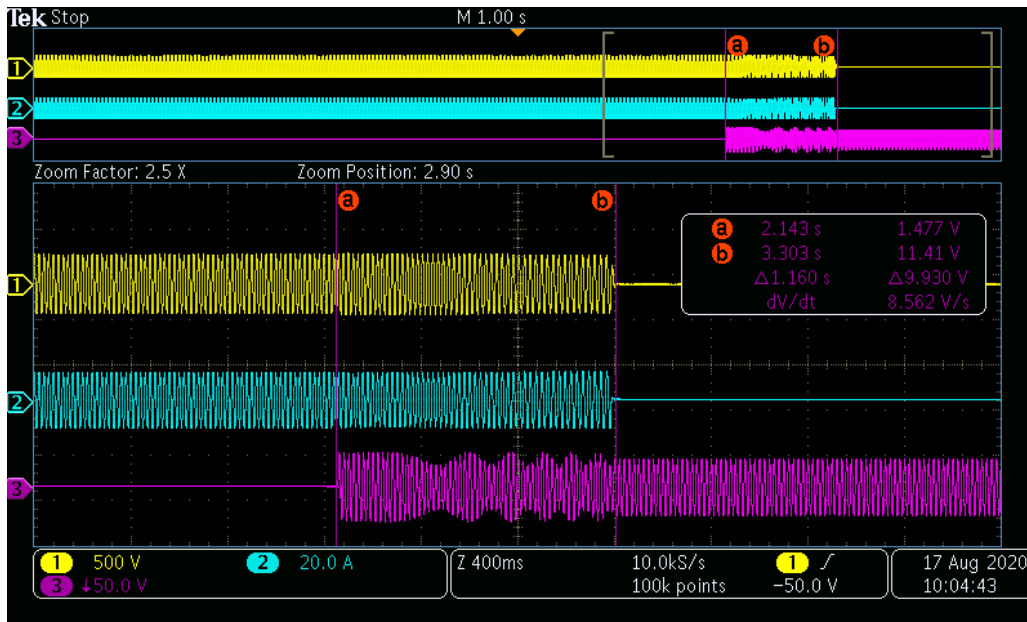 Tek Stop M 1.00 s
a b
1
2
3
Zoom Factor: 2.5 X Zoom Position: 2.90 s
a b
a 2.143 s 1.477 V
b 3.303 s 11.41 V
△1.160 s △9.930 V
dV/dt 8.562 V/s
1
2
3
1 500 V 2 20.0 A Z 400ms 10.0kS/s 1 ∫ 17 Aug 2020
3 ↓50.0 V 100k points −50.0 V 10:04:43